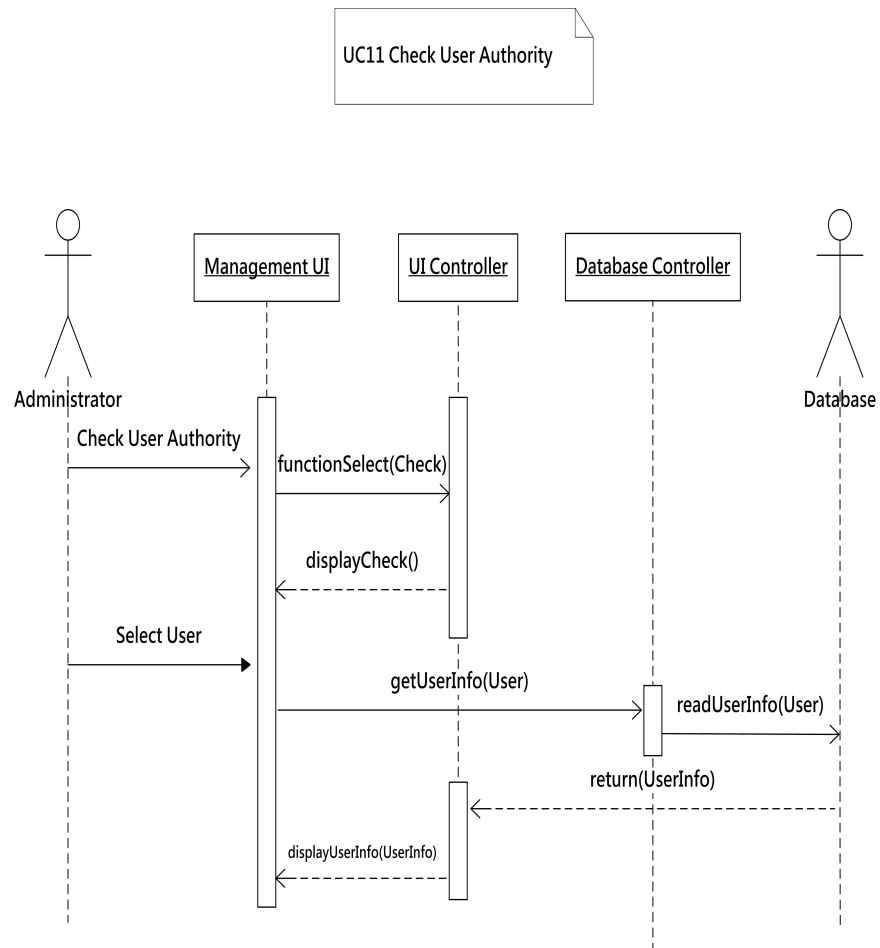 UC11 Check User Authority
Management UI
UI Controller
Database Controller
Administrator
Database
Check User Authority
functionSelect(Check)
displayCheck()
Select User
getUserInfo(User)
readUserInfo(User)
return(UserInfo)
displayUserInfo(UserInfo)